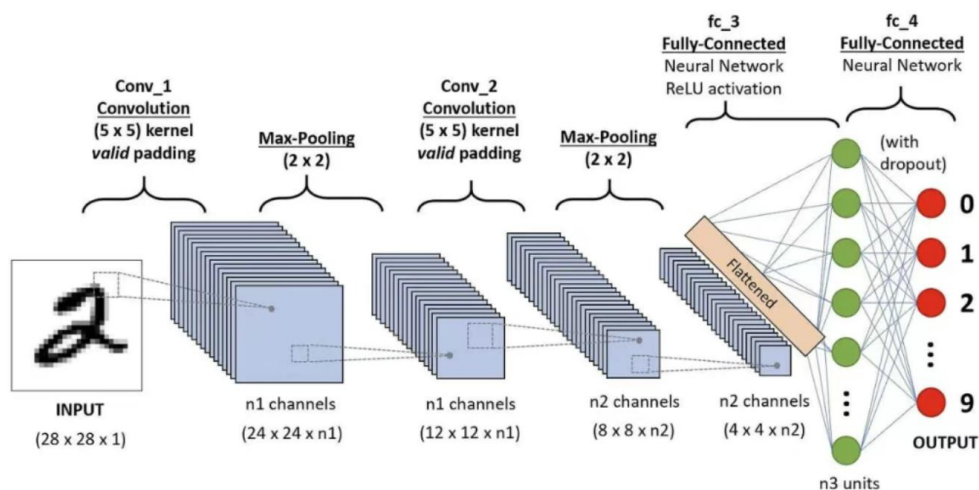 fc_3
Fully-Connected
Neural Network
ReLU activation
fc_4
Fully-Connected
Neural Network
Conv_1
Convolution
(5 x 5) kernel
valid padding
Max-Pooling
(2 x 2)
Conv_2
Convolution
(5 x 5) kernel
valid padding
Max-Pooling
(2 x 2)
(with
dropout)
Flattened
0
1
2
9
INPUT
(28 x 28 x 1)
n1 channels
(24 x 24 x n1)
n1 channels
(12 x 12 x n1)
n2 channels
(8 x 8 x n2)
n2 channels
(4 x 4 x n2)
OUTPUT
n3 units
2